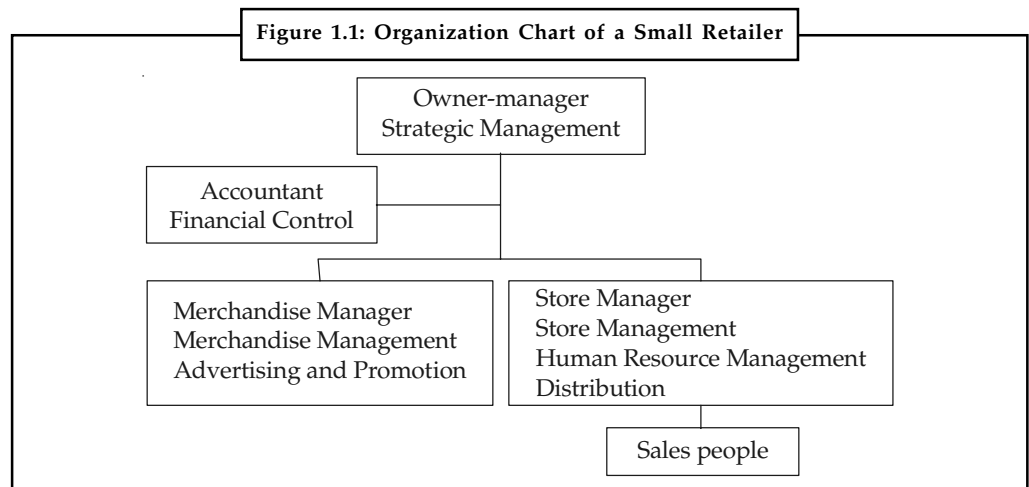 Figure 1.1: Organization Chart of a Small Retailer
Owner-manager
Strategic Management
Accountant
Financial Control
Merchandise Manager
Merchandise Management
Advertising and Promotion
Store Manager
Store Management
Human Resource Management
Distribution
Sales people